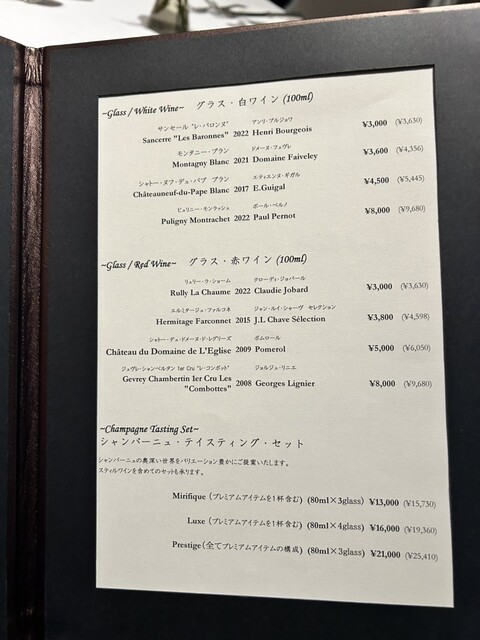 ~Glass / White Wine~ グラス・白ワイン (100ml)
サンセール "レ・バロンヌ" アンリ・ブルジョワ
Sancerre "Les Baronnes" 2022 Henri Bourgeois ¥3,000 (¥3,630)
モンタニー・ブラン ドメーヌ・フェヴレ
Montagny Blanc 2021 Domaine Faiveley ¥3,600 (¥4,356)
シャトー・ヌフ・デュ・パプ ブラン エティエンヌ・ギガル
Châteauneuf-du-Pape Blanc 2017 E.Guigal ¥4,500 (¥5,445)
ピュリニー・モンラッシェ ポール・ペルノ
Puligny Montrachet 2022 Paul Pernot ¥8,000 (¥9,680)
~Glass / Red Wine~ グラス・赤ワイン (100ml)
リュリー・ラ・ショーム クローディ・ジョバール
Rully La Chaume 2022 Claudie Jobard ¥3,000 (¥3,630)
エルミタージュ・ファルコネ ジャン・ルイ・シャーヴ セレクション
Hermitage Farconnet 2015 J.L Chave Sélection ¥3,800 (¥4,598)
シャトー・デュ・ドメーヌ・ド・レグリーズ ポムロール
Château du Domaine de L'Eglise 2009 Pomerol ¥5,000 (¥6,050)
ジュヴレ・シャンベルタン 1er Cru "レ・コンボット" ジョルジュ・リニエ
Gevrey Chambertin 1er Cru Les
"Combottes" 2008 Georges Lignier ¥8,000 (¥9,680)
~Champagne Tasting Set~
シャンパーニュ・テイスティング・セット
シャンパーニュの奥深い世界をバリエーション豊かにご提案いたします。
スティルワインを含めてのセットも承ります。
Mirifique (プレミアムアイテムを1杯含む) (80ml×3glass) ¥13,000 (¥15,730)
Luxe (プレミアムアイテムを1杯含む) (80ml×4glass) ¥16,000 (¥19,360)
Prestige (全てプレミアムアイテムの構成) (80ml×3glass) ¥21,000 (¥25,410)